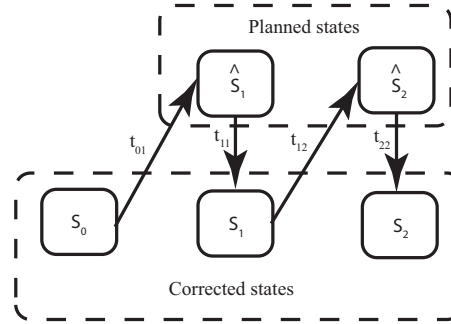 Planned states
Ŝ₁ Ŝ₂
t₀₁ t₁₁ t₁₂ t₂₂
S₀ S₁ S₂
Corrected states